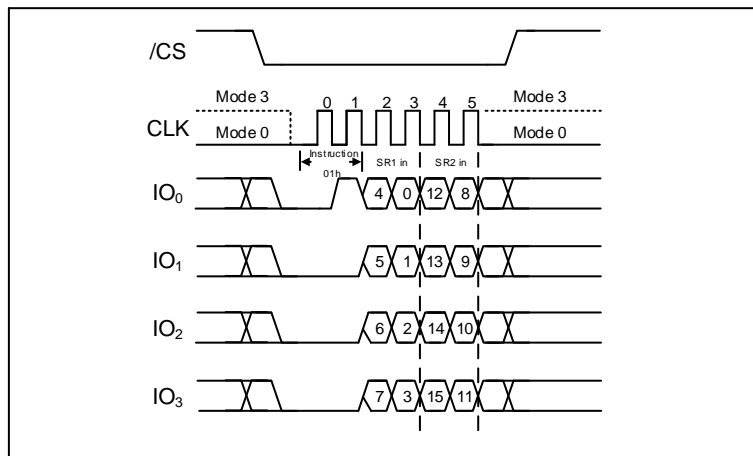 /CS
Mode 3 0 1 2 3 4 5 Mode 3
CLK Mode 0 Mode 0
Instruction SR1 in SR2 in
01h
IO0 4 0 12 8
IO1 5 1 13 9
IO2 6 2 14 10
IO3 7 3 15 11